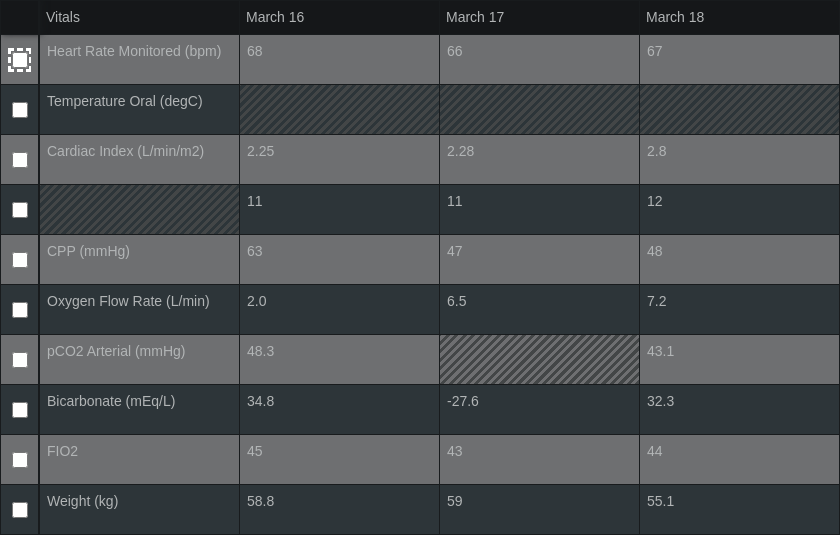 Vitals March 16 March 17 March 18
Heart Rate Monitored (bpm) 68 66 67
Temperature Oral (degC)
Cardiac Index (L/min/m2) 2.25 2.28 2.8
11 11 12
CPP (mmHg) 63 47 48
Oxygen Flow Rate (L/min) 2.0 6.5 7.2
pCO2 Arterial (mmHg) 48.3 43.1
Bicarbonate (mEq/L) 34.8 -27.6 32.3
FIO2 45 43 44
Weight (kg) 58.8 59 55.1